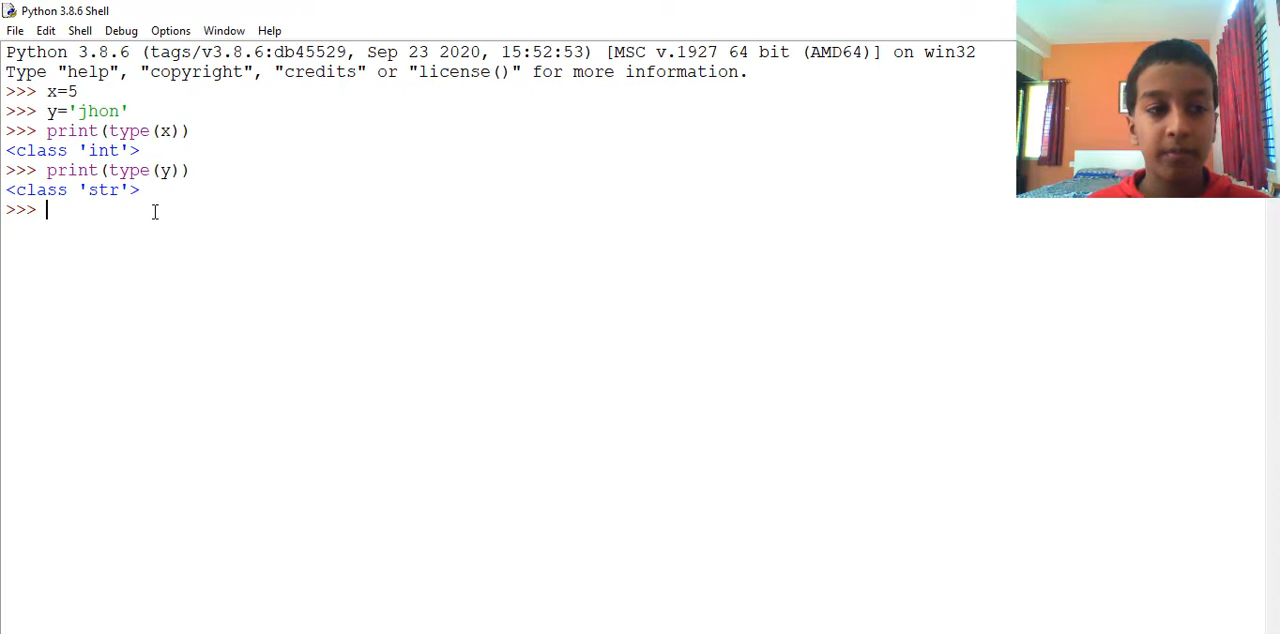 Python 3.8.6 Shell
File Edit Shell Debug Options Window Help
Python 3.8.6 (tags/v3.8.6:db45529, Sep 23 2020, 15:52:53) [MSC v.1927 64 bit (AMD64)] on win32
Type "help", "copyright", "credits" or "license()" for more information.
>>> x=5
>>> y='jhon'
>>> print(type(x))
<class 'int'>
>>> print(type(y))
<class 'str'>
>>>